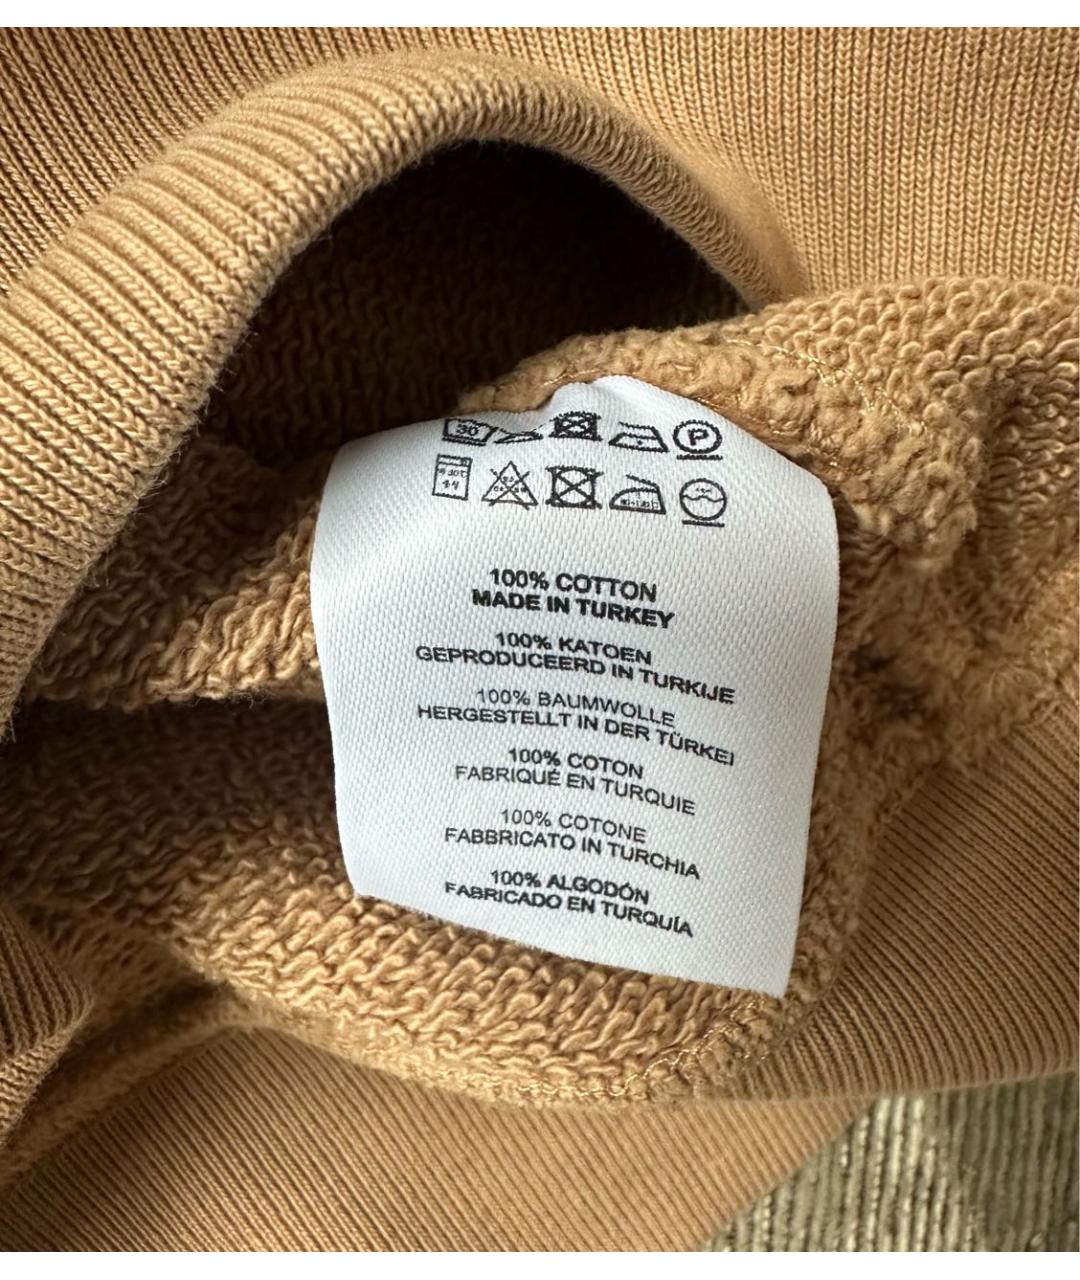 30
P
100% COTTON
MADE IN TURKEY
100% KATOEN
GEPRODUCEERD IN TURKIJE
100% BAUMWOLLE
HERGESTELLT IN DER TÜRKEI
100% COTON
FABRIQUÉ EN TURQUIE
100% COTONE
FABBRICATO IN TURCHIA
100% ALGODÓN
FABRICADO EN TURQUÍA